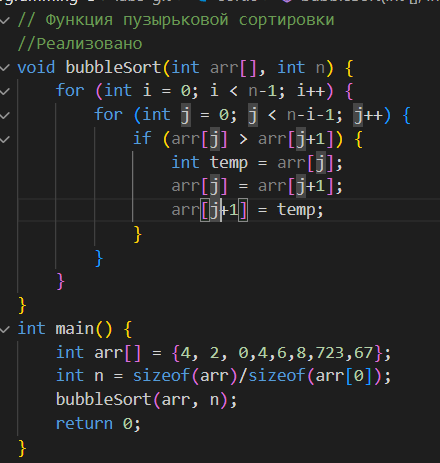 // Функция пузырьковой сортировки
//Реализовано
void bubbleSort(int arr[], int n) {
    for (int i = 0; i < n-1; i++) {
        for (int j = 0; j < n-i-1; j++) {
            if (arr[j] > arr[j+1]) {
                int temp = arr[j];
                arr[j] = arr[j+1];
                arr[j+1] = temp;
            }
        }
    }
}
int main() {
    int arr[] = {4, 2, 0,4,6,8,723,67};
    int n = sizeof(arr)/sizeof(arr[0]);
    bubbleSort(arr, n);
    return 0;
}